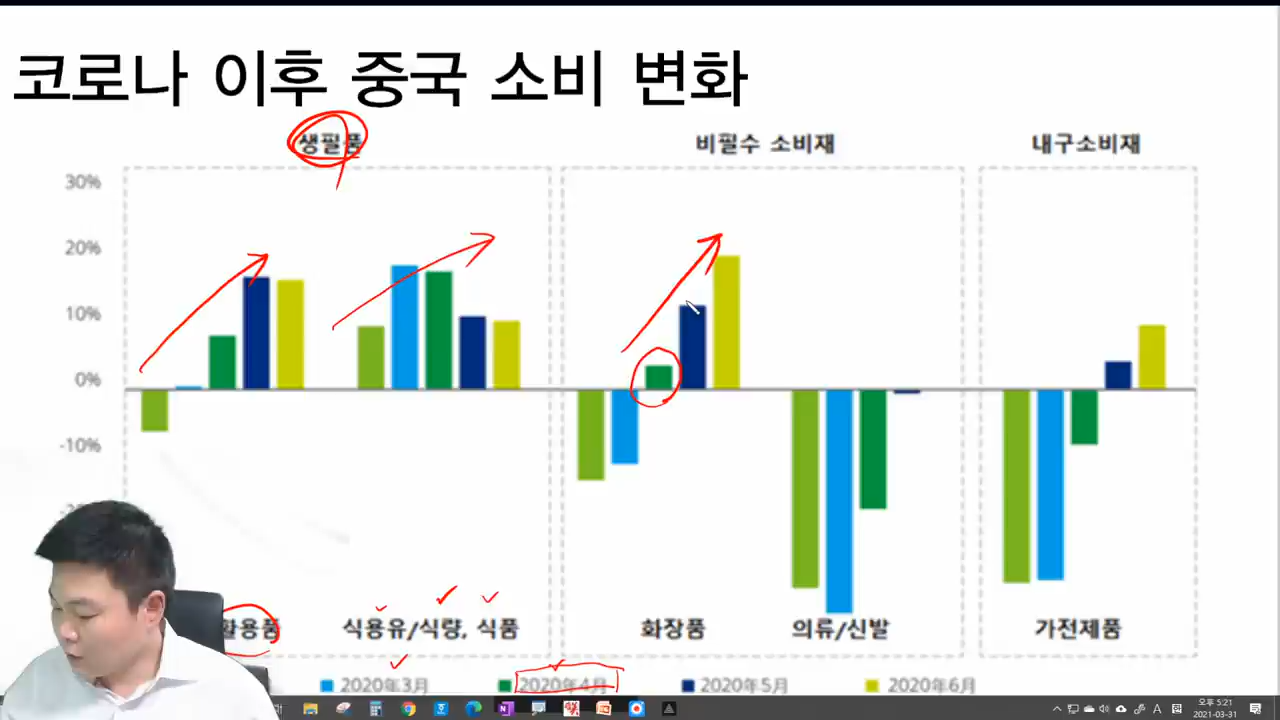 코로나 이후 중국 소비 변화
생필품 비필수 소비재 내구소비재
30%
20%
10%
0%
-10%
활용품 식용유/식량, 식품 화장품 의류/신발 가전제품
2020年3月 2020年4月 2020年5月 2020年6月
오후 5:21
2021-03-31